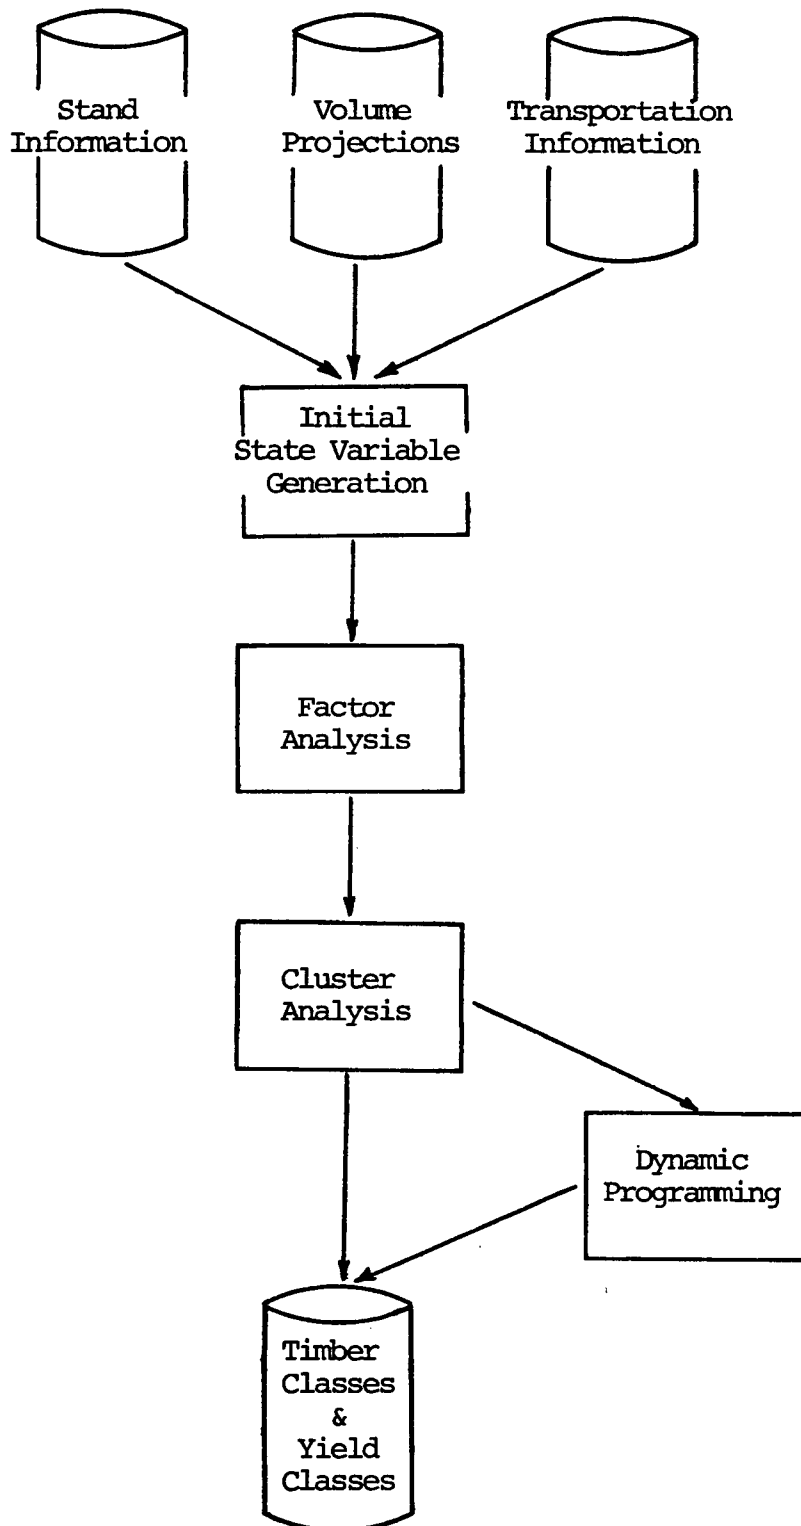 Stand
Information
Volume
Projections
Transportation
Information
Initial
State Variable
Generation
Factor
Analysis
Cluster
Analysis
Dynamic
Programming
Timber
Classes
&
Yield
Classes